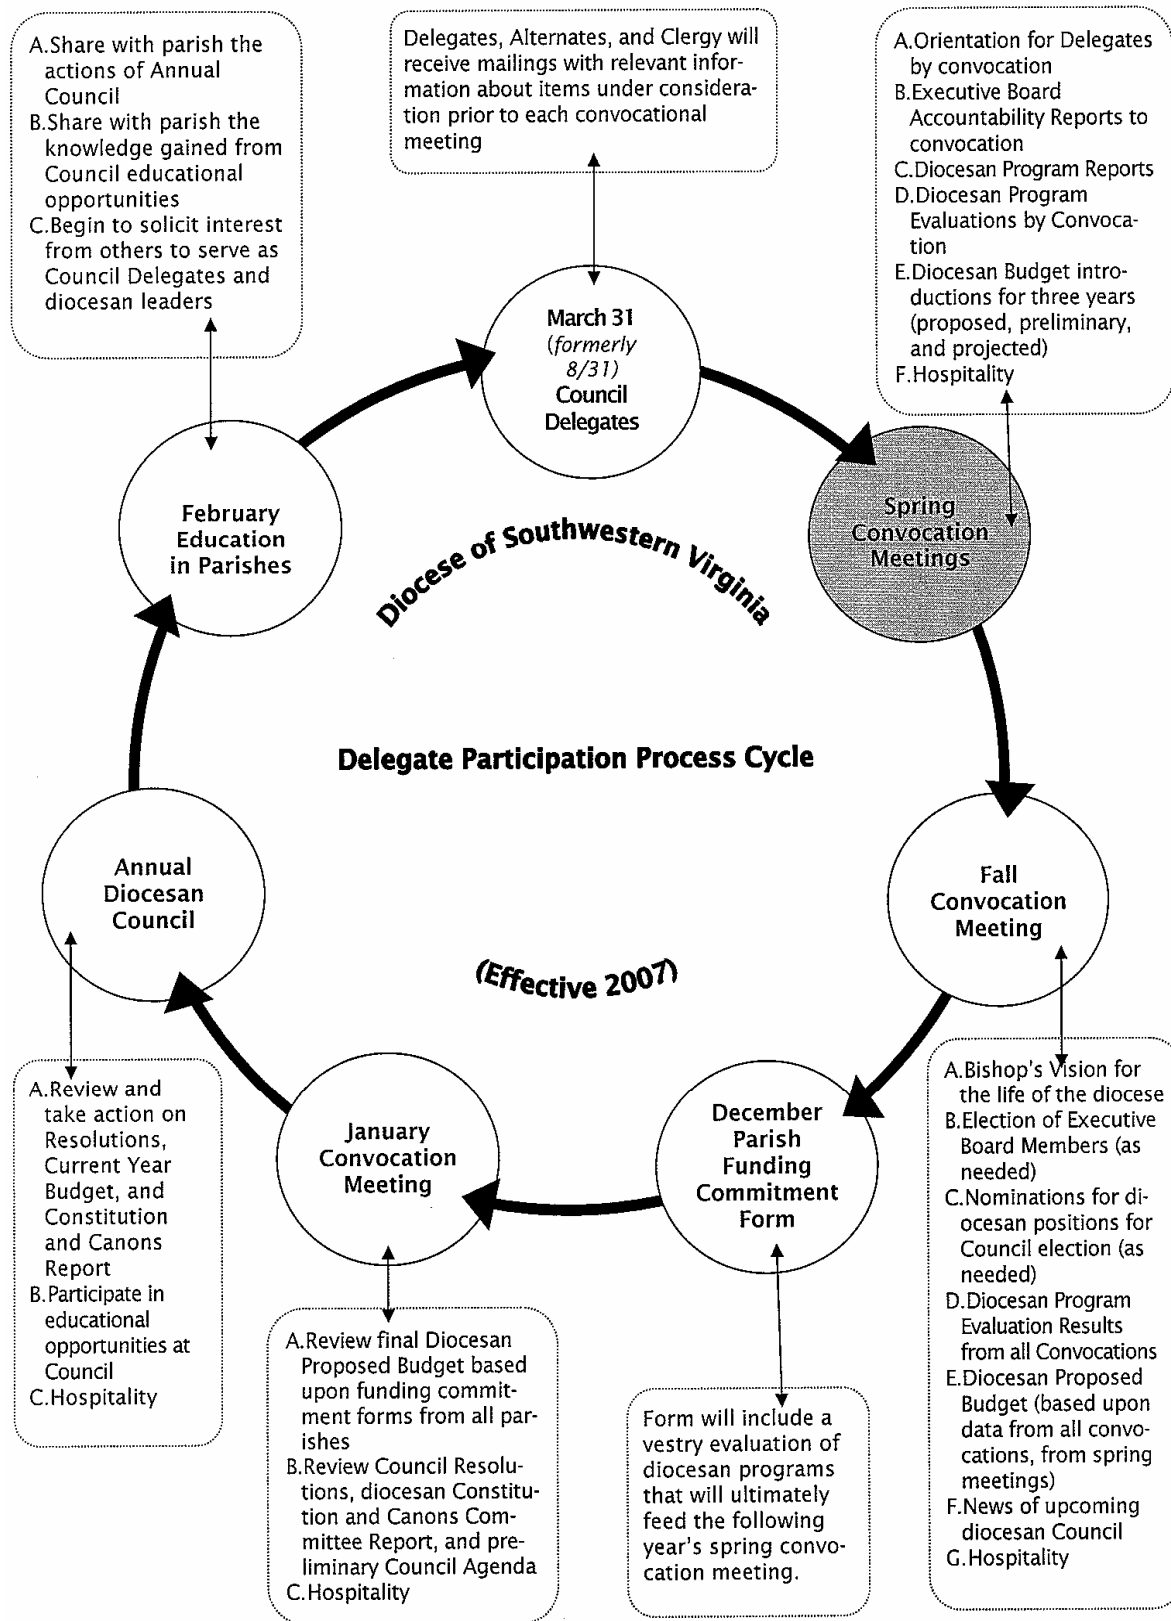 A.Share with parish the
actions of Annual
Council
B.Share with parish the
knowledge gained from
Council educational
opportunities
C.Begin to solicit interest
from others to serve as
Council Delegates and
diocesan leaders
Delegates, Alternates, and Clergy will
receive mailings with relevant infor-
mation about items under considera-
tion prior to each convocational
meeting
A.Orientation for Delegates
by convocation
B.Executive Board
Accountability Reports to
convocation
C.Diocesan Program Reports
D.Diocesan Program
Evaluations by Convoca-
tion
E.Diocesan Budget intro-
ductions for three years
(proposed, preliminary,
and projected)
F.Hospitality
March 31
(formerly
8/31)
Council
Delegates
February
Education
in Parishes
Spring
Convocation
Meetings
Diocese of Southwestern Virginia
Delegate Participation Process Cycle
(Effective 2007)
Annual
Diocesan
Council
Fall
Convocation
Meeting
January
Convocation
Meeting
December
Parish
Funding
Commitment
Form
A.Review and
take action on
Resolutions,
Current Year
Budget, and
Constitution
and Canons
Report
B.Participate in
educational
opportunities at
Council
C.Hospitality
A.Review final Diocesan
Proposed Budget based
upon funding commit-
ment forms from all par-
ishes
B.Review Council Resolu-
tions, diocesan Constitu-
tion and Canons Com-
mittee Report, and pre-
liminary Council Agenda
C.Hospitality
Form will include a
vestry evaluation of
diocesan programs
that will ultimately
feed the following
year's spring convo-
cation meeting.
A.Bishop's Vision for
the life of the diocese
B.Election of Executive
Board Members (as
needed)
C.Nominations for di-
ocesan positions for
Council election (as
needed)
D.Diocesan Program
Evaluation Results
from all Convocations
E.Diocesan Proposed
Budget (based upon
data from all convo-
cations, from spring
meetings)
F.News of upcoming
diocesan Council
G.Hospitality